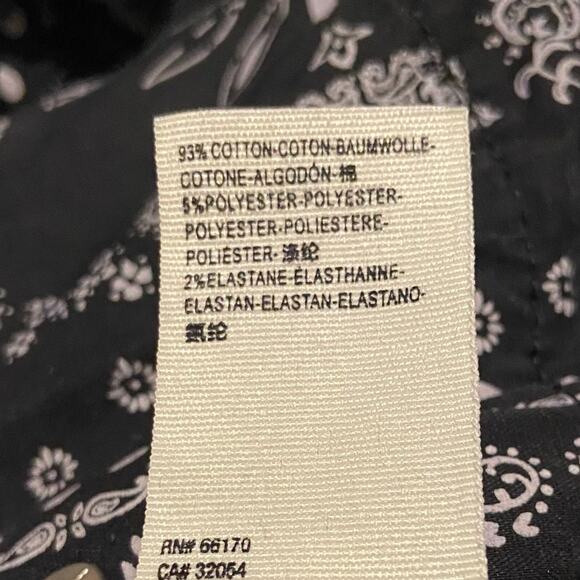 93% COTTON-COTON-BAUMWOLLE-
COTONE-ALGODÓN-棉
5%POLYESTER-POLYESTER-
POLYESTER-POLIESTERE-
POLIÉSTER-涤纶
2%ELASTANE-ÉLASTHANNE-
ELASTAN-ELASTAN-ELASTANO-
氨纶
RN# 66170
CA# 32054